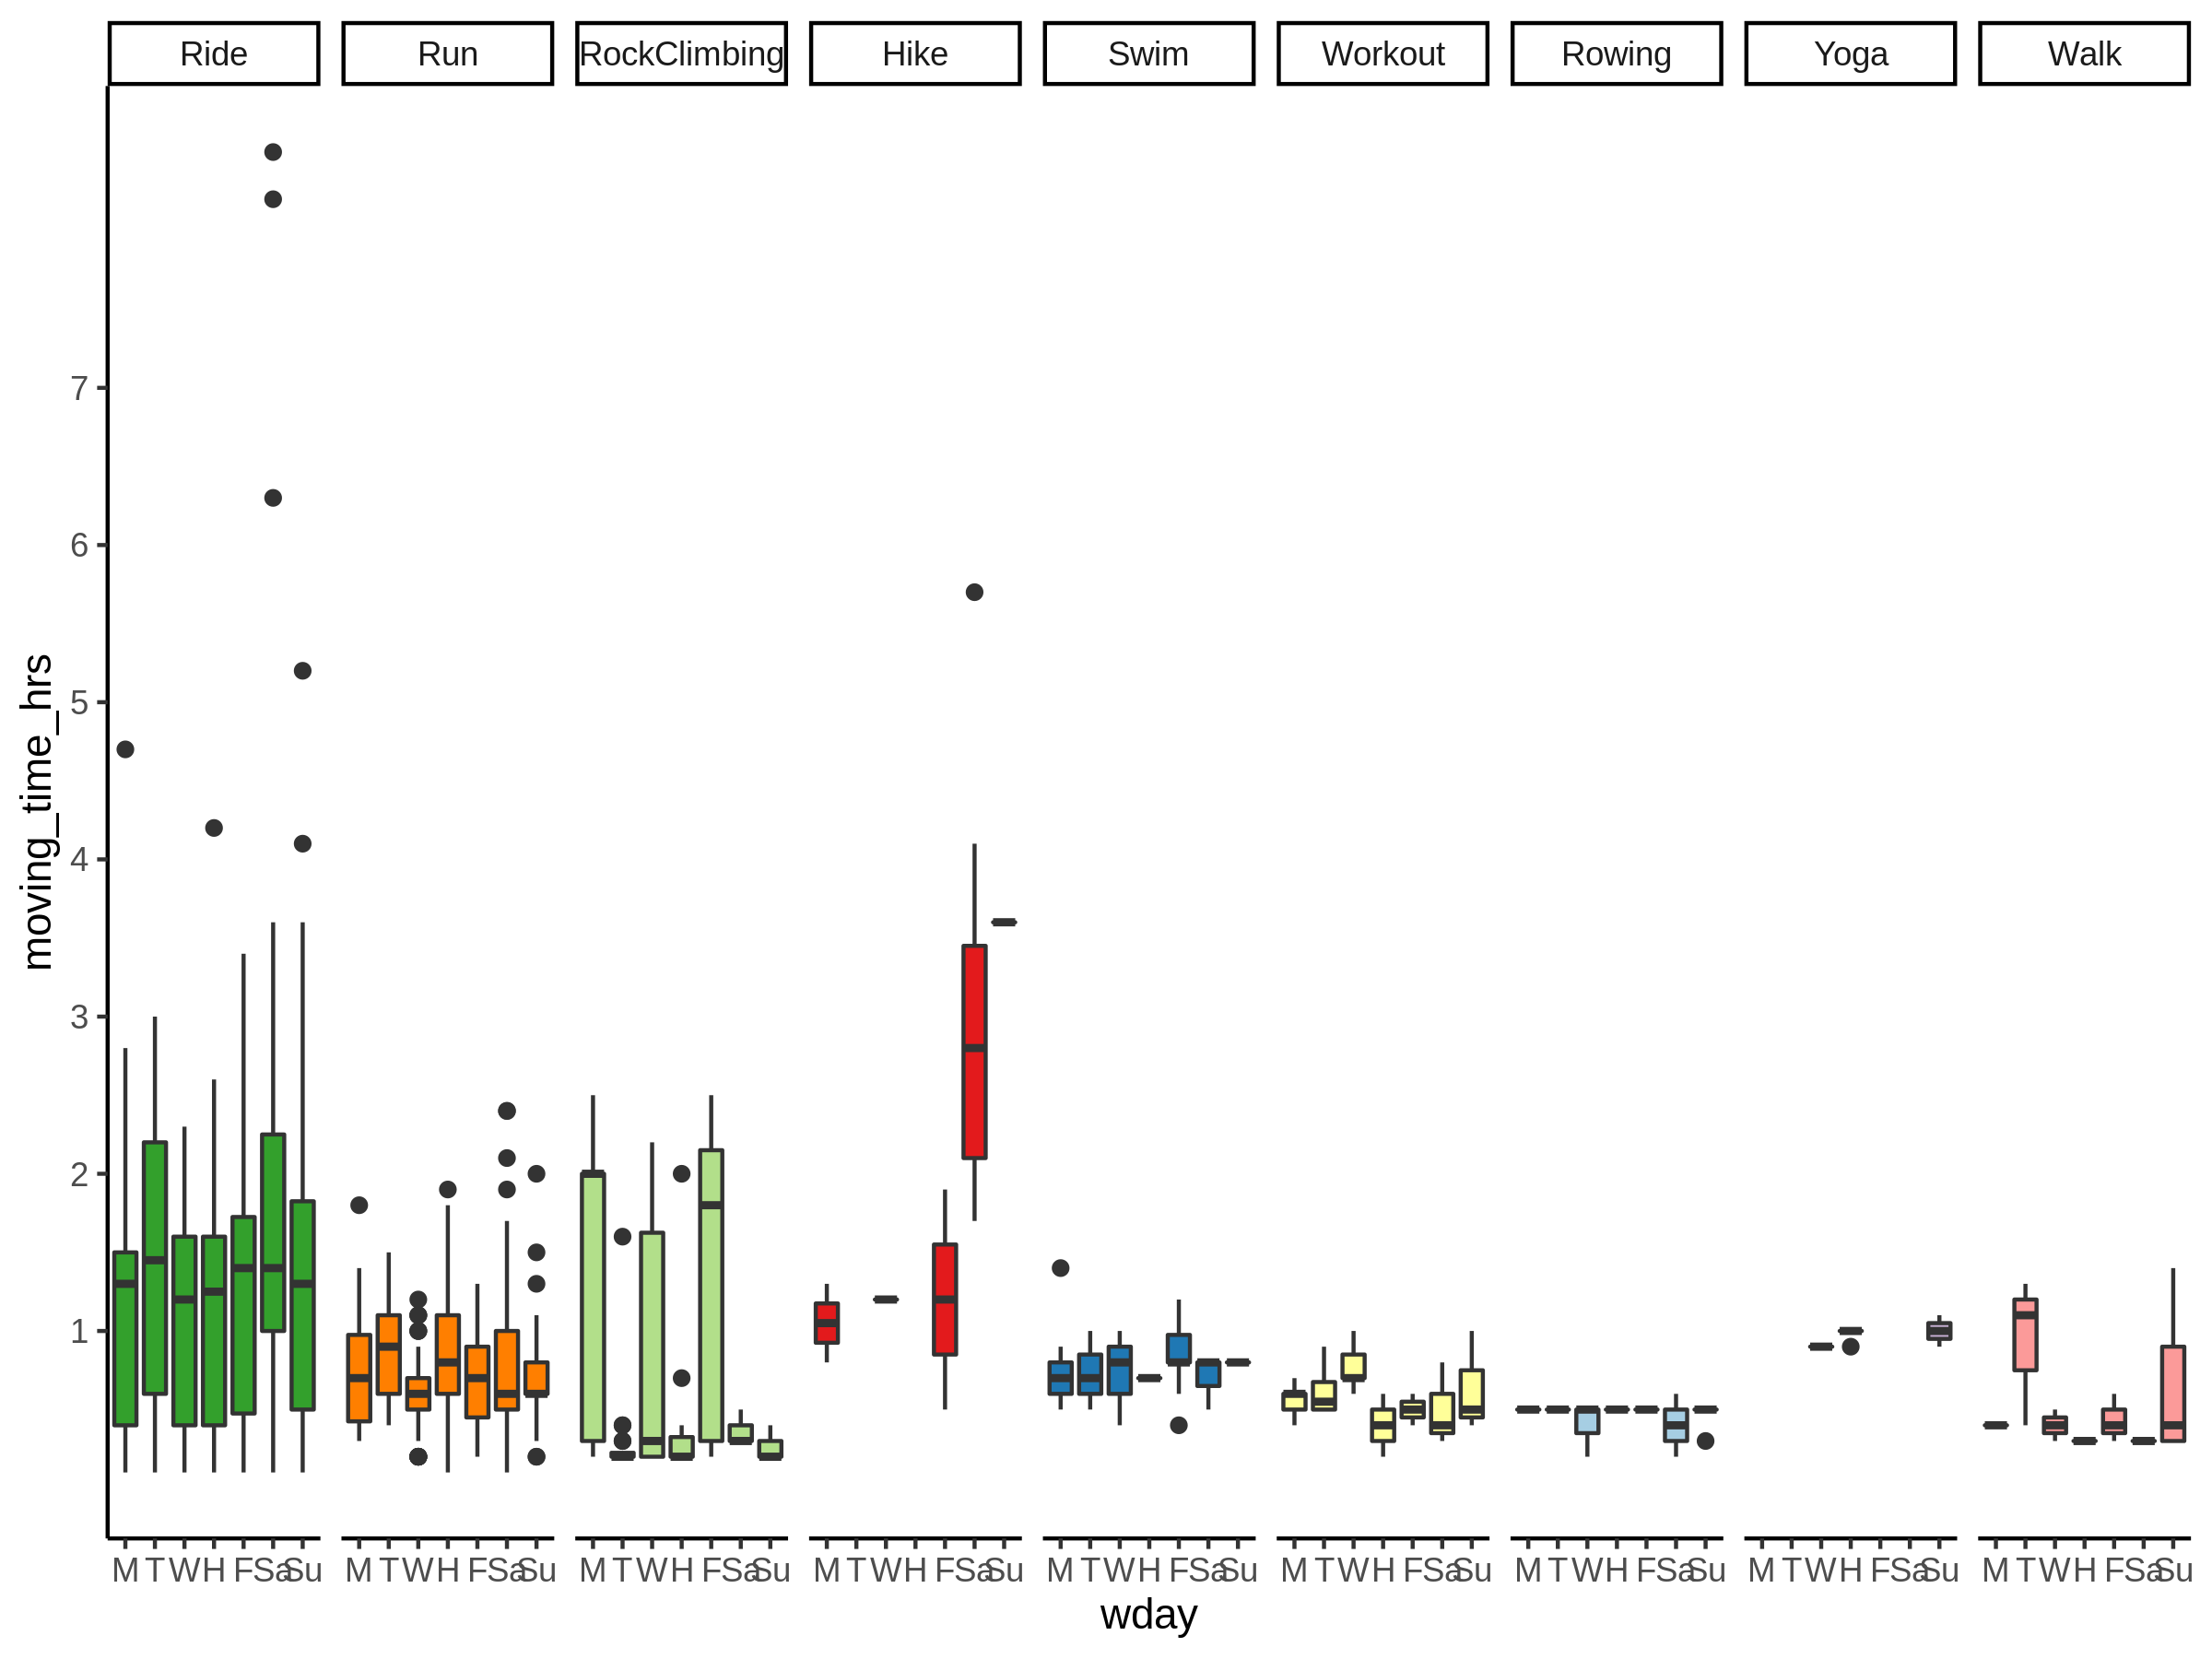 Ride Run RockClimbing Hike Swim Workout Rowing Yoga Walk
7
6
5
4
3
2
1
moving_time_hrs
M T W H F Sa Su M T W H F Sa Su M T W H F Sa Su M T W H F Sa Su M T W H F Sa Su M T W H F Sa Su M T W H F Sa Su M T W H F Sa Su M T W H F Sa Su
wday